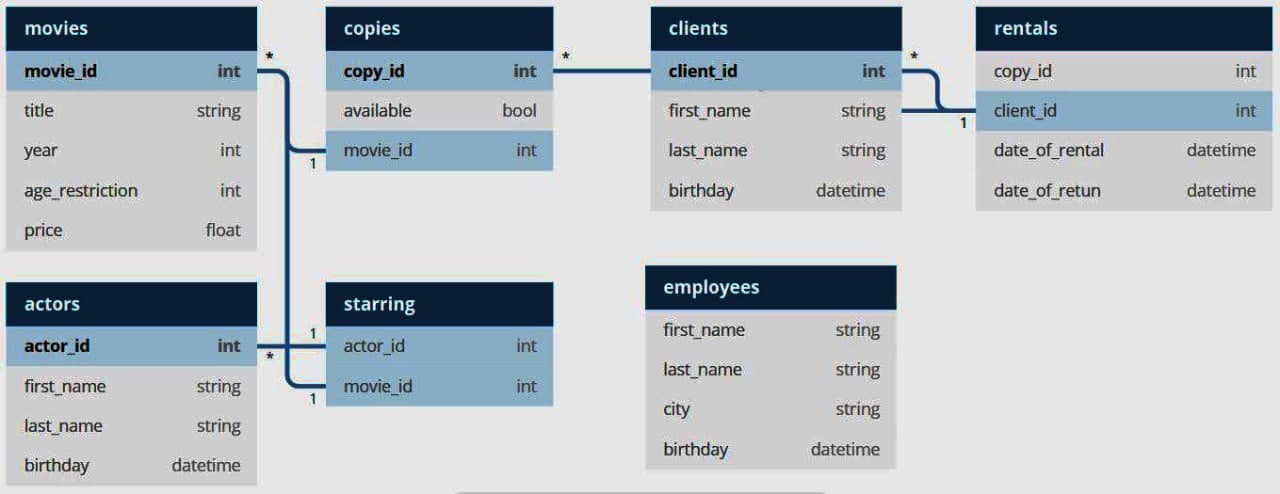 movies
movie_id int
title string
year int
age_restriction int
price float
copies
copy_id int
available bool
movie_id int
clients
client_id int
first_name string
last_name string
birthday datetime
rentals
copy_id int
client_id int
date_of_rental datetime
date_of_retun datetime
* 1 * * 1
actors
actor_id int
first_name string
last_name string
birthday datetime
starring
actor_id int
movie_id int
* 1 1
employees
first_name string
last_name string
city string
birthday datetime